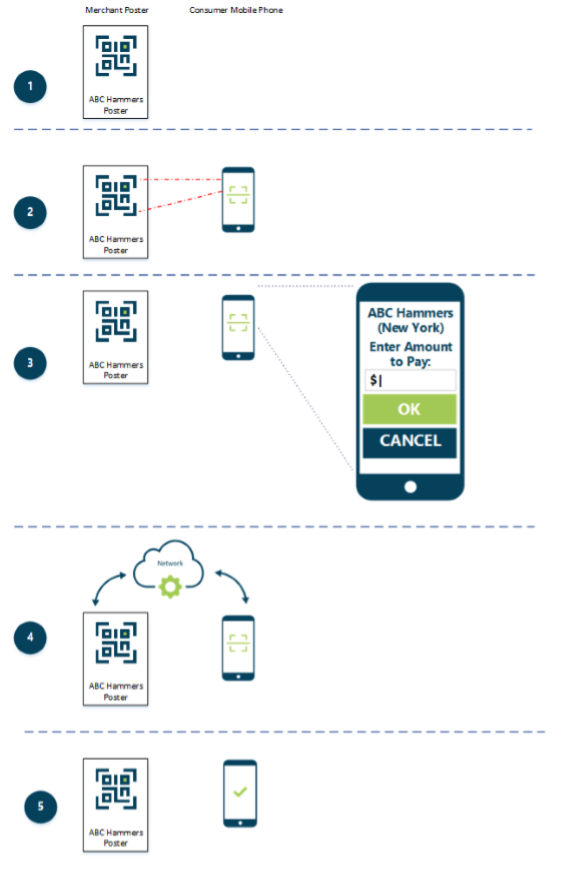 Merchant Poster
Consumer Mobile Phone
1
ABC Hammers
Poster
2
ABC Hammers
Poster
3
ABC Hammers
Poster
ABC Hammers
(New York)
Enter Amount
to Pay:
$|
OK
CANCEL
Network
4
ABC Hammers
Poster
5
ABC Hammers
Poster